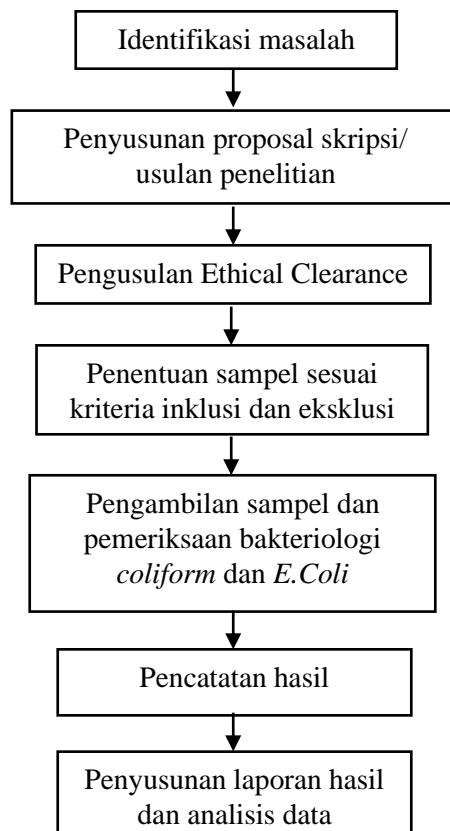 Identifikasi masalah
Penyusunan proposal skripsi/
usulan penelitian
Pengusulan Ethical Clearance
Penentuan sampel sesuai
kriteria inklusi dan eksklusi
Pengambilan sampel dan
pemeriksaan bakteriologi
coliform dan E.Coli
Pencatatan hasil
Penyusunan laporan hasil
dan analisis data